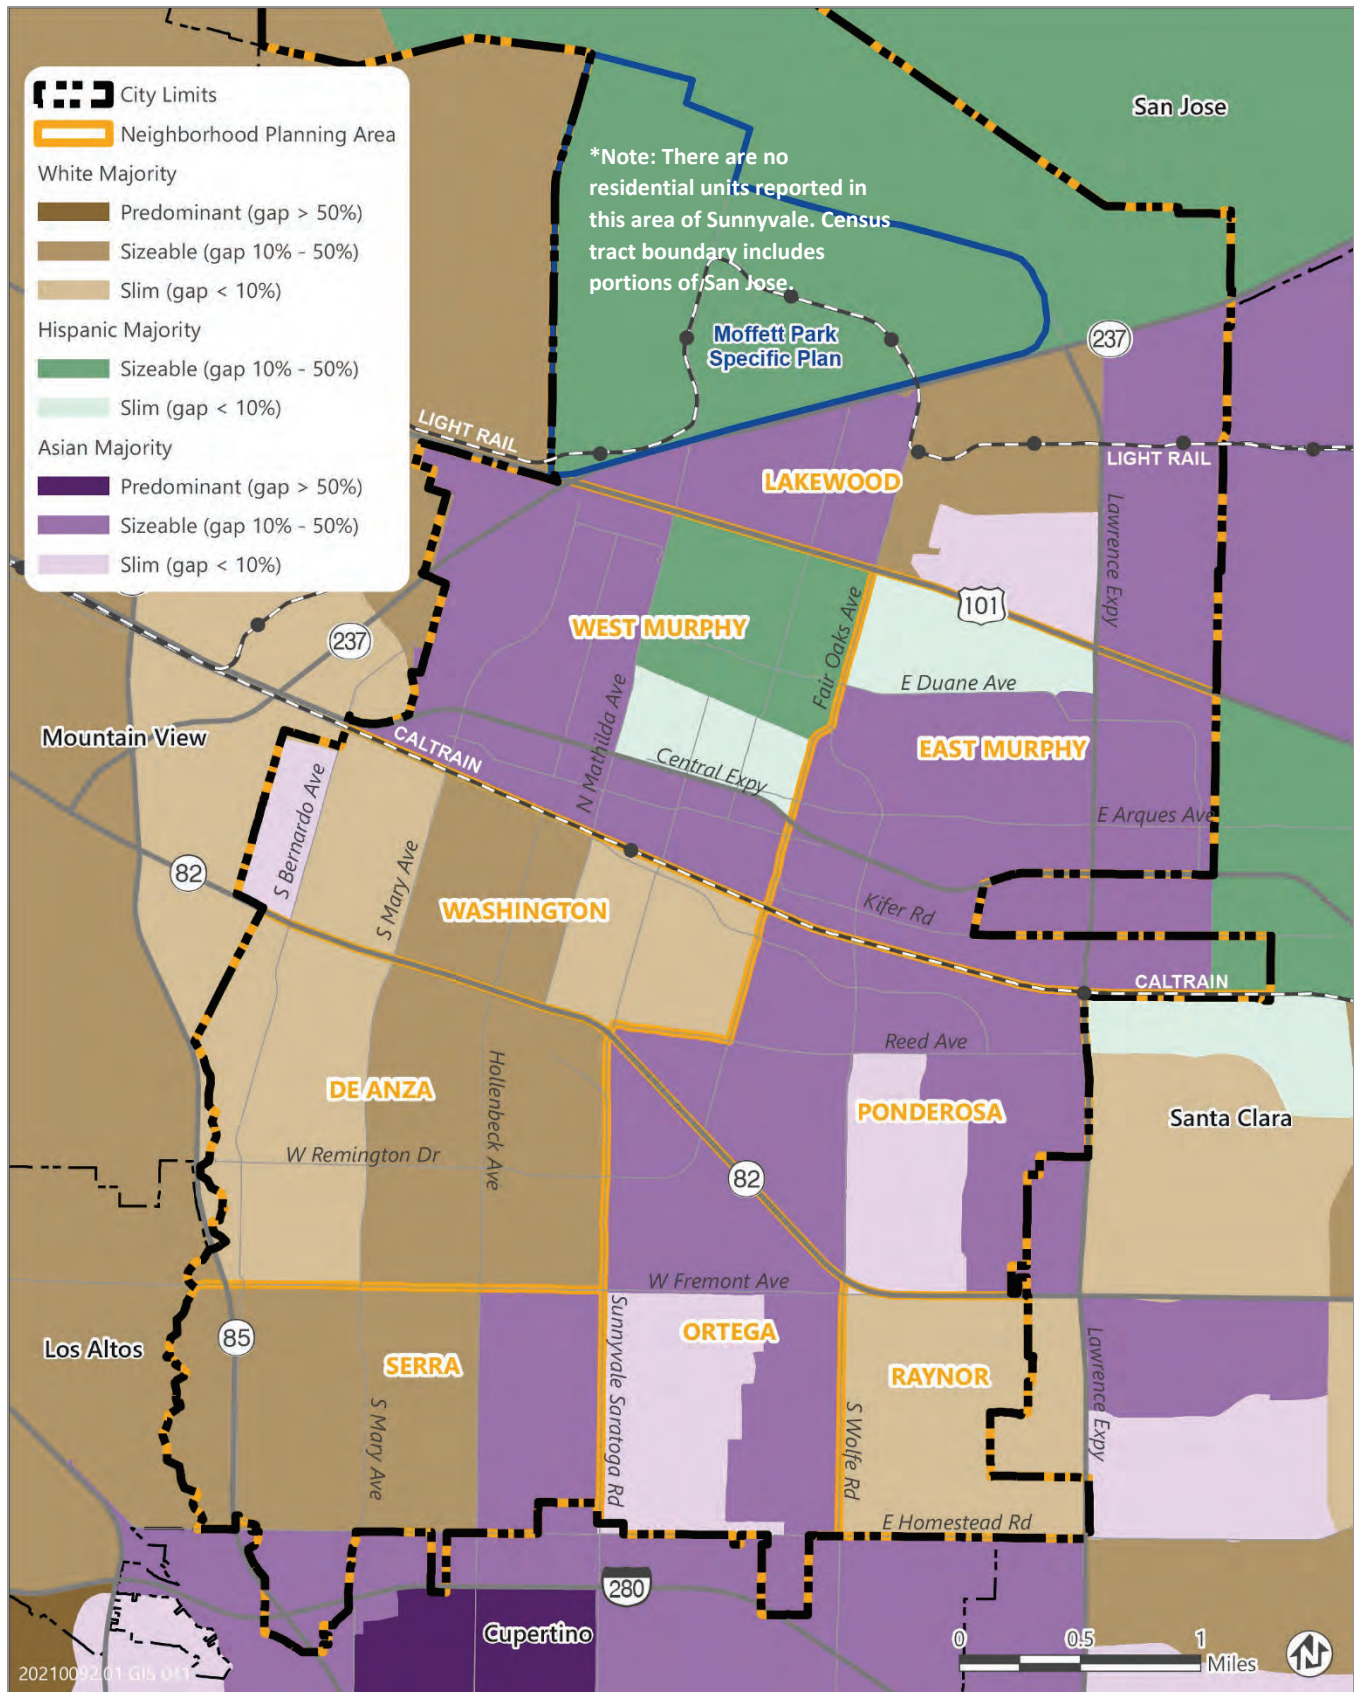 City Limits
Neighborhood Planning Area
White Majority
Predominant (gap > 50%)
Sizeable (gap 10% - 50%)
Slim (gap < 10%)
Hispanic Majority
Sizeable (gap 10% - 50%)
Slim (gap < 10%)
Asian Majority
Predominant (gap > 50%)
Sizeable (gap 10% - 50%)
Slim (gap < 10%)
San Jose
*Note: There are no
residential units reported in
this area of Sunnyvale. Census
tract boundary includes
portions of San Jose.
Moffett Park
Specific Plan
237
LIGHT RAIL
LIGHT RAIL
LAKEWOOD
Lawrence Expy
101
237
WEST MURPHY
Fair Oaks Ave
E Duane Ave
Mountain View
CALTRAIN
N Mathilda Ave
EAST MURPHY
Central Expy
E Arques Ave
S Bernardo Ave
82
S Mary Ave
WASHINGTON
Kifer Rd
CALTRAIN
Reed Ave
Hollenbeck Ave
DE ANZA
PONDEROSA
Santa Clara
W Remington Dr
82
W Fremont Ave
Los Altos
85
SERRA
S Mary Ave
Sunnyvale Saratoga Rd
ORTEGA
RAYNOR
S Wolfe Rd
Lawrence Expy
E Homestead Rd
280
Cupertino
0 0.5 1
Miles
N
20210092.01 GIS 041